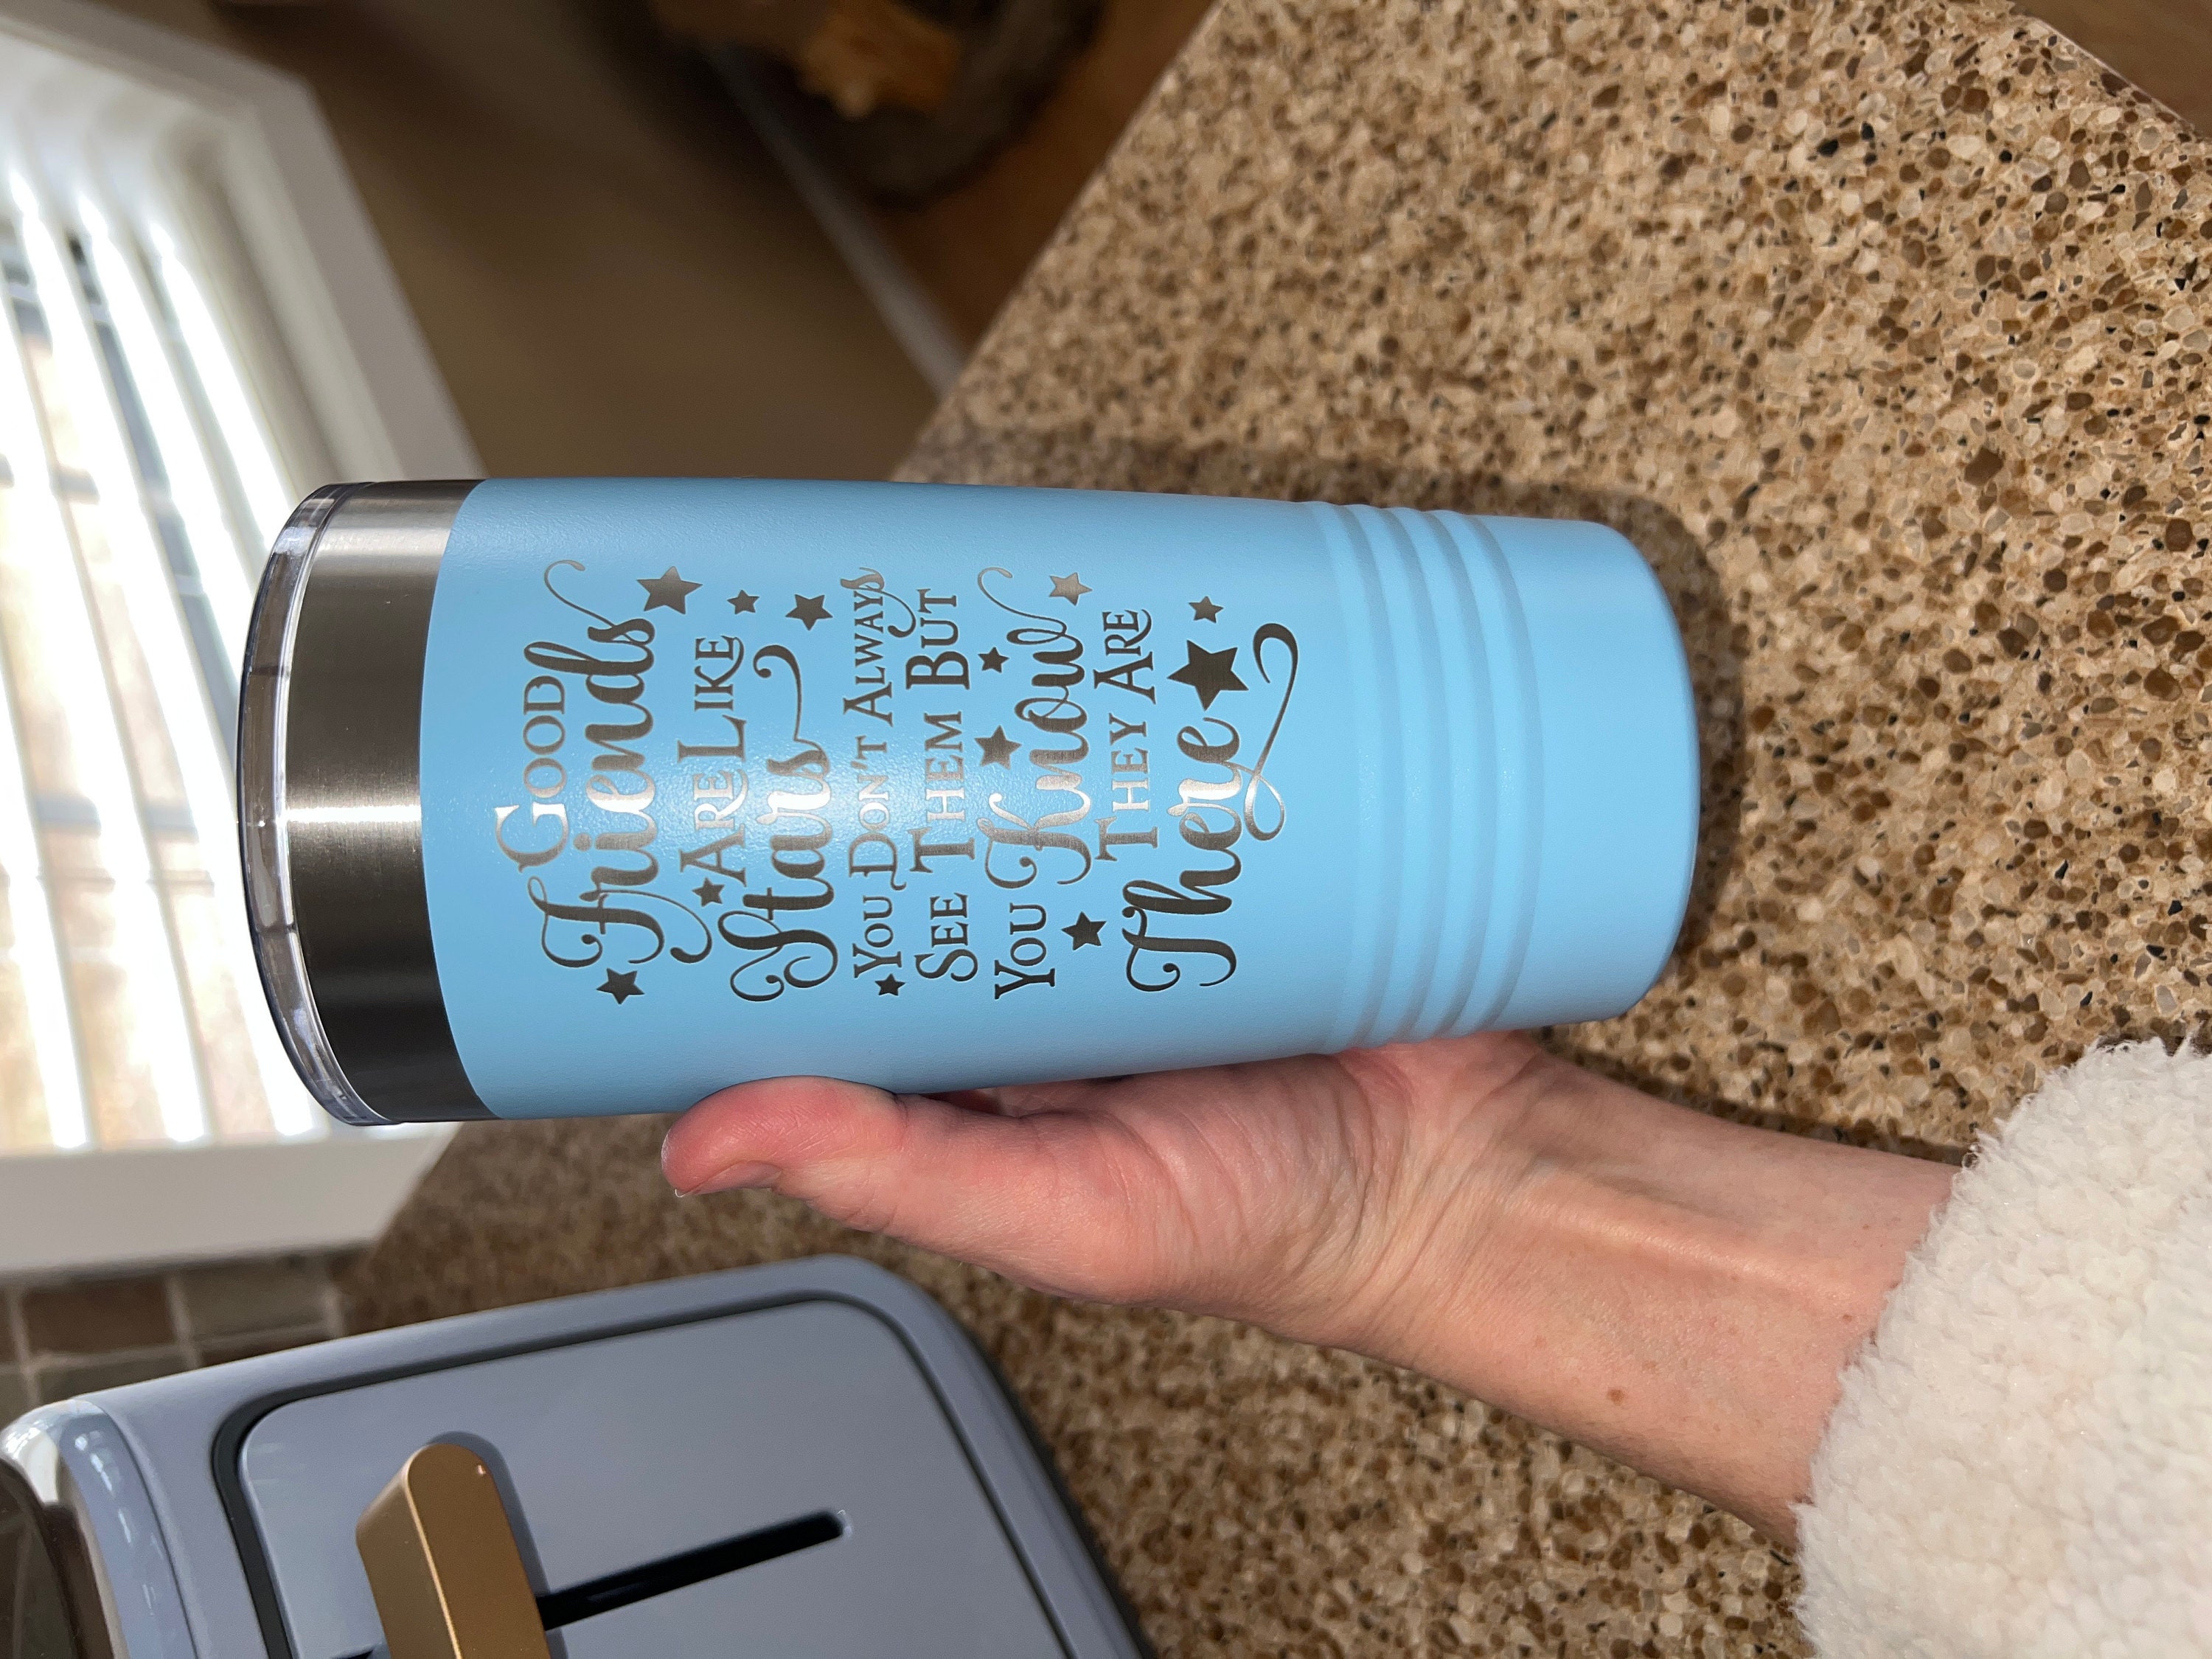 Good
Friends
Are Like
Stars
You Don't Always
See Them But
You Know
They Are
There